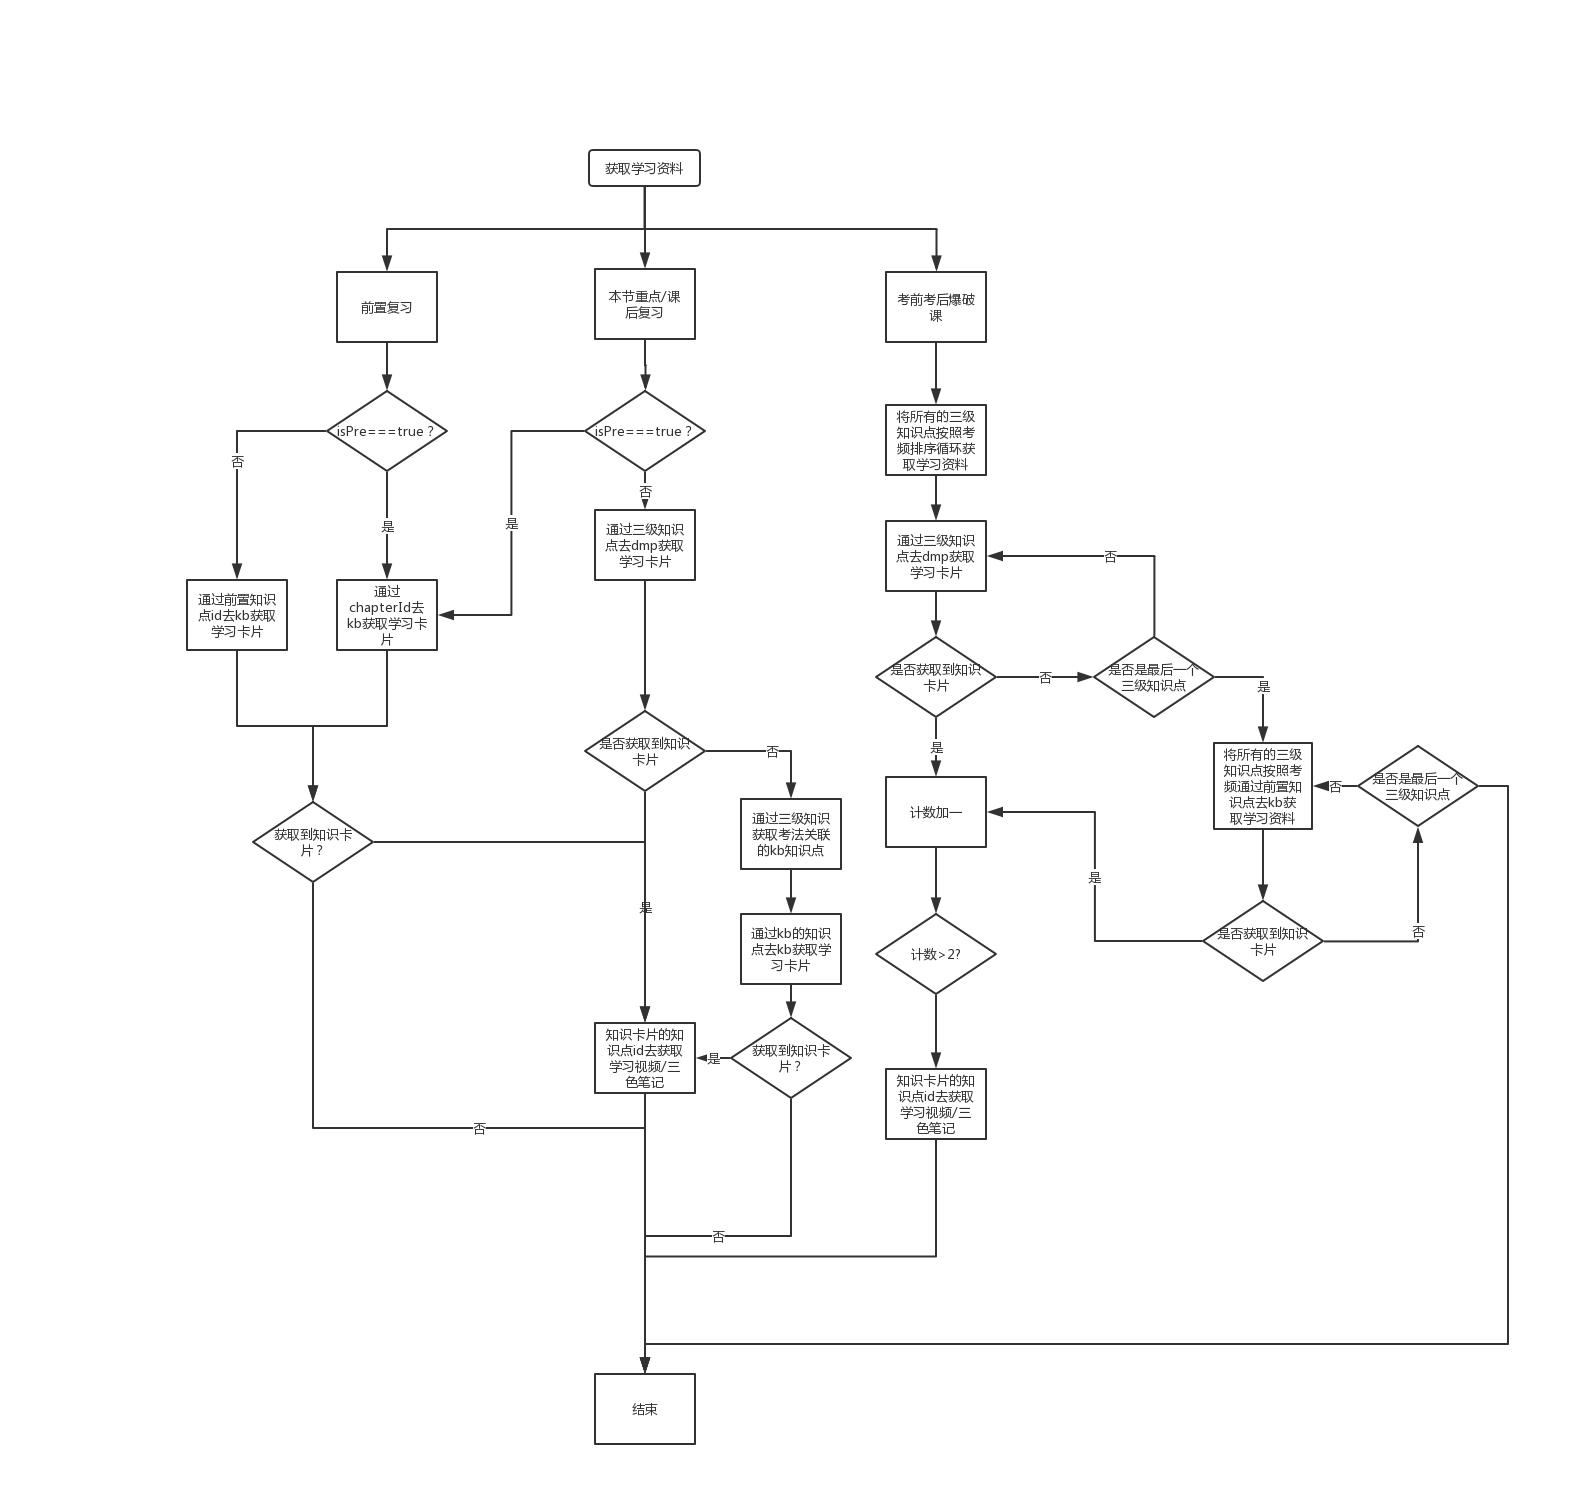 获取学习资料
前置复习
本节重点/课
后复习
考前考后爆破
课
isPre===true？
isPre===true？
将所有的三级
知识点按照考
频排序循环获
取学习资料
否
否
是
是
通过三级知识
点去dmp获取
学习卡片
通过三级知识
点去dmp获取
学习卡片
否
通过前置知识
点id去kb获取
学习卡片
通过
chapterId去
kb获取学习卡
片
是否获取到知识
卡片
否
是否是最后一个
三级知识点
是
是否获取到知识
卡片
否
是
将所有的三级
知识点按照考
频通过前置知
识点去kb获
取学习资料
否
是否是最后一个
三级知识点
获取到知识卡
片？
通过三级知识
获取考法关联
的kb知识点
计数加一
是
是
通过kb的知识
点去kb获取学
习卡片
计数>2?
是否获取到知识
卡片
否
知识卡片的知
识点id去获取
学习视频/三
色笔记
是
获取到知识卡
片？
知识卡片的知
识点id去获取
学习视频/三
色笔记
否
否
结束